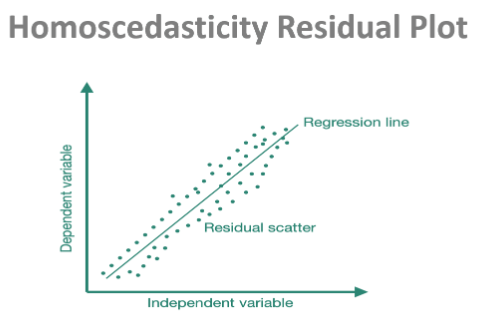 Homoscedasticity Residual Plot
Regression line
Dependent variable
Residual scatter
Independent variable